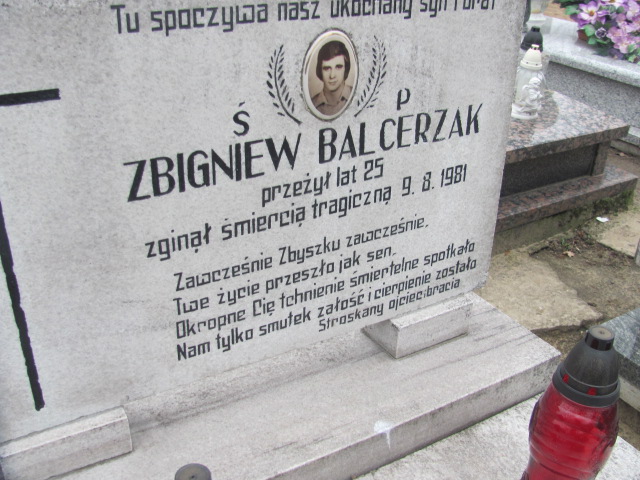 Tu spoczywa nasz ukochany syn i brat
Ś P
ZBIGNIEW BALCERZAK
przeżył lat 25
zginął śmiercią tragiczną 9. 8. 1981
Zawcześnie Zbyszku zawcześnie,
Twe życie przeszło jak sen,
Okropne Cię tchnienie śmiertelne spotkało
Nam tylko smutek żałość i cierpienie zostało
Stroskany ojciec i bracia